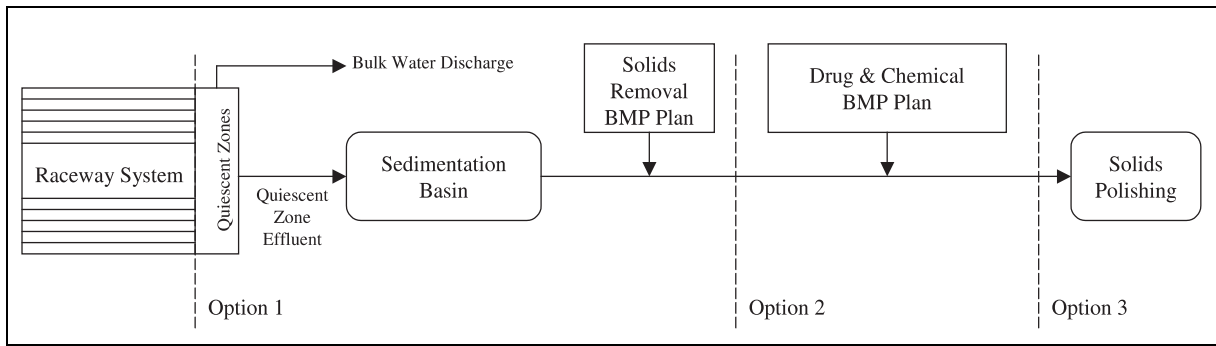 Raceway System
Quiescent Zones
Bulk Water Discharge
Quiescent
Zone
Effluent
Sedimentation
Basin
Solids
Removal
BMP Plan
Drug & Chemical
BMP Plan
Solids
Polishing
Option 1
Option 2
Option 3